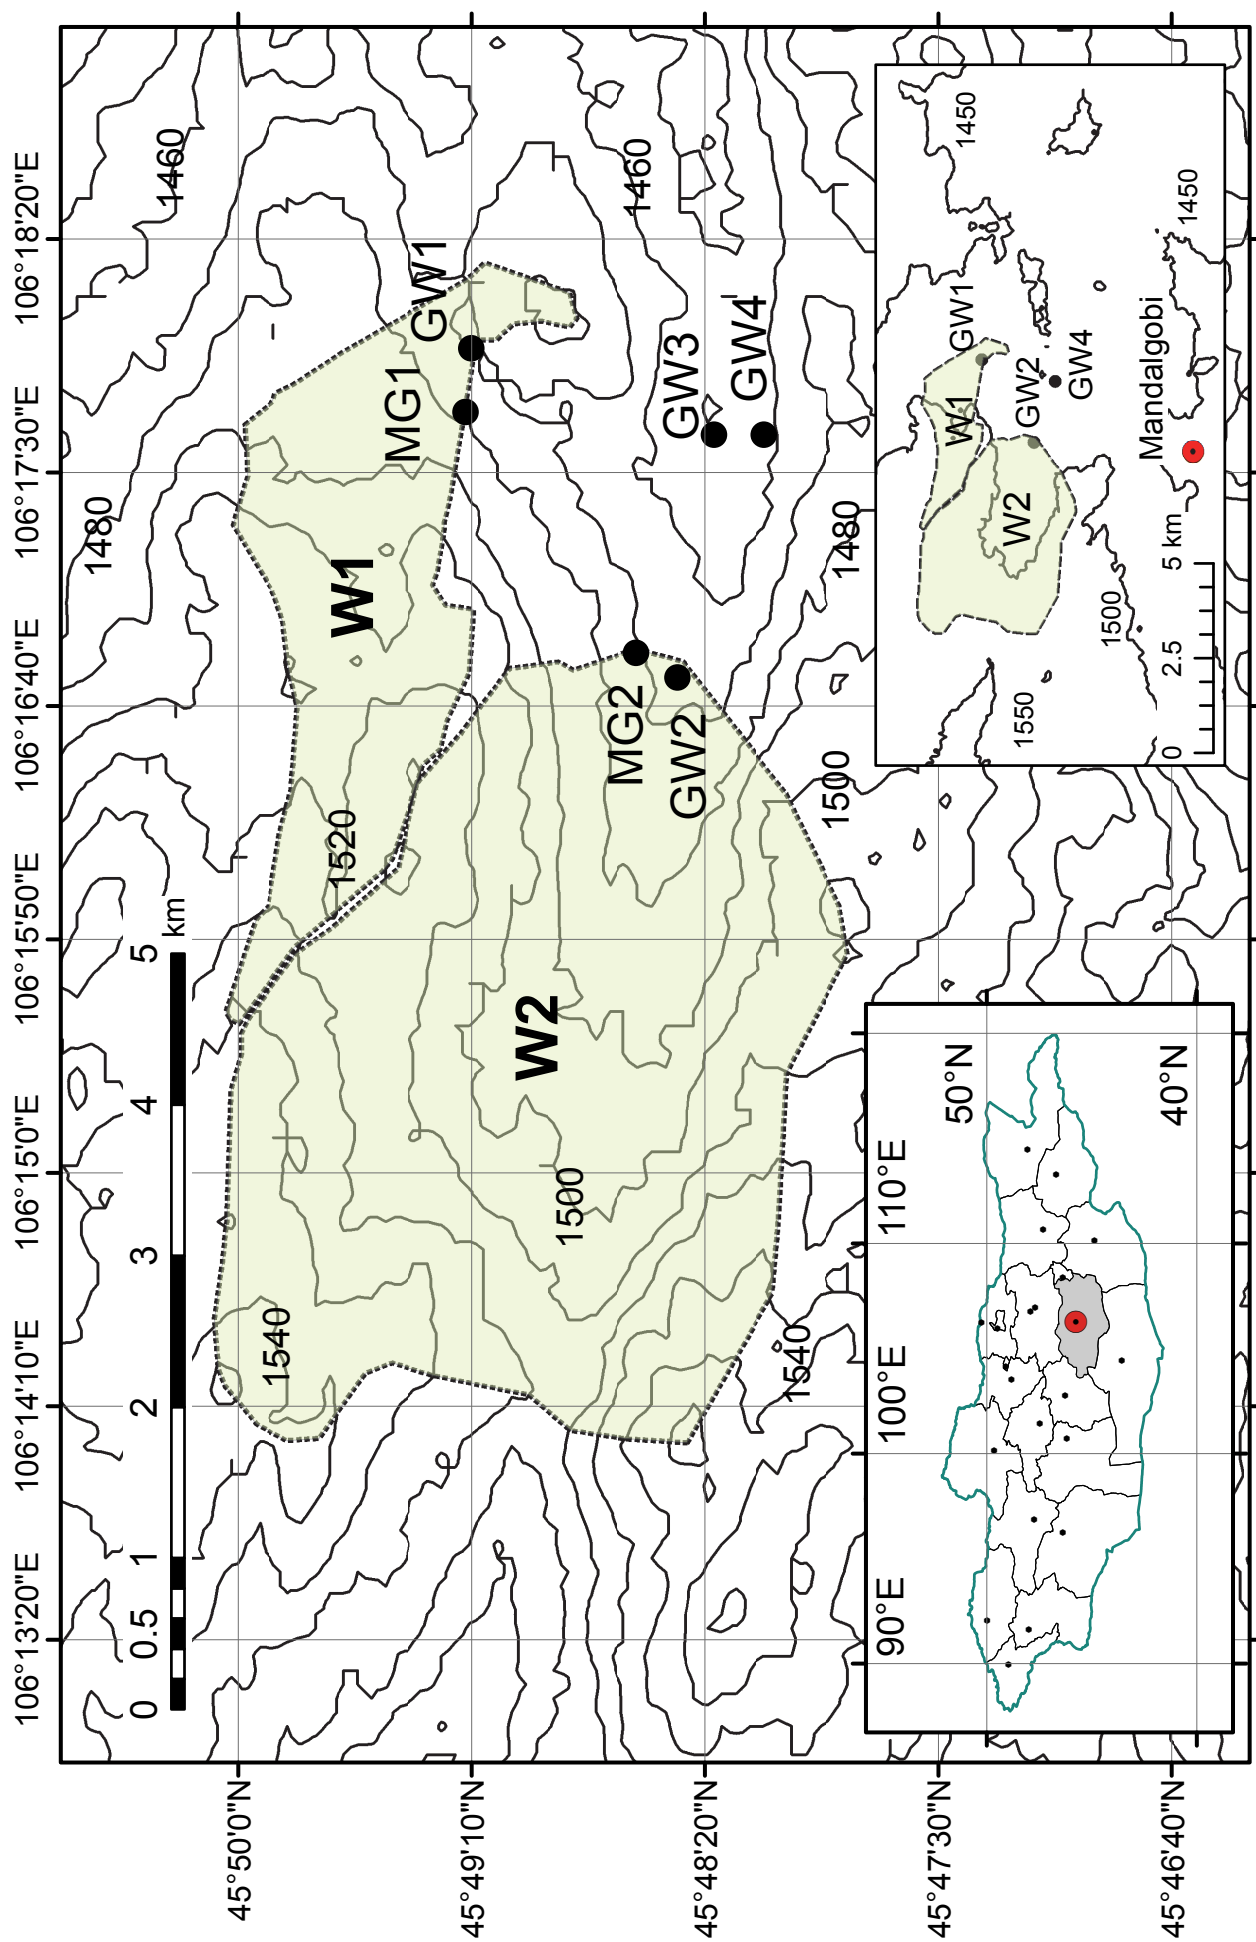 106°13'20"E
106°14'10"E
106°15'0"E
106°15'50"E
106°16'40"E
106°17'30"E
106°18'20"E
45°50'0"N
45°49'10"N
45°48'20"N
45°47'30"N
45°46'40"N
0 0.5 1 2 3 4 5
km
1480
1460
1540
1520
W1
MG1
GW1
1500
W2
MG2
GW2
GW3
GW4
1460
1480
1500
1540
90°E 100°E 110°E
50°N
40°N
1450
W1
GW1
W2
GW2
GW4
1550
1500
Mandalgobi
1450
0 2.5 5 km